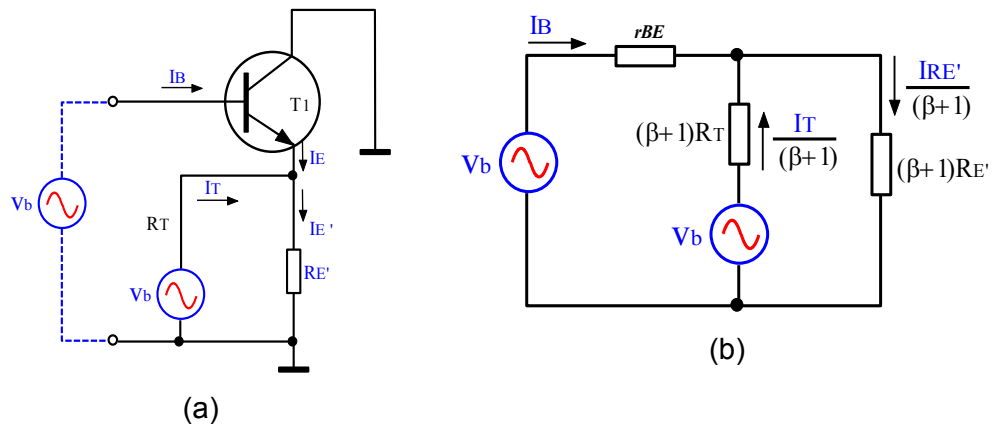 IB
T1
IE
IT
RT
IE'
vb
vb
RE'
(a)
IB
rBE
IRE'
(β+1)
(β+1)RT
IT
(β+1)
(β+1)RE'
vb
vb
(b)